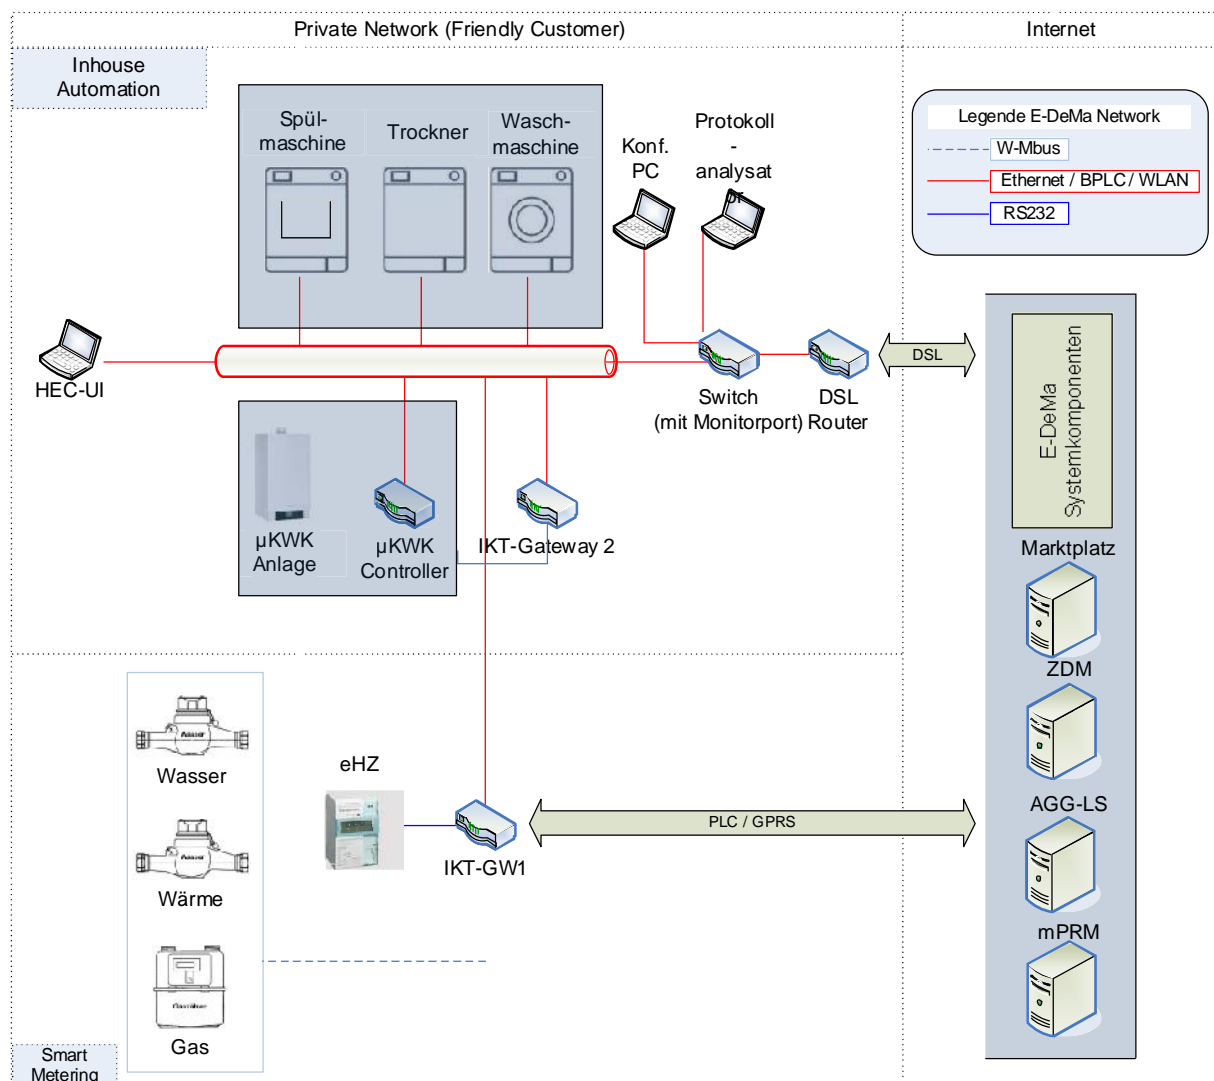 Private Network (Friendly Customer)
Internet
Inhouse
Automation
Spül-
maschine
Trockner
Wasch-
maschine
Konf.
PC
Protokoll
-
analysat
or
Legende E-DeMa Network
W-Mbus
Ethernet / BPLC / WLAN
RS232
HEC-UI
Switch
(mit Monitorport)
DSL
Router
DSL
E-DeMa
Systemkomponenten
µKWK
Anlage
µKWK
Controller
IKT-Gateway 2
Marktplatz
ZDM
AGG-LS
mPRM
Wasser
Wärme
Gas
eHZ
IKT-GW1
PLC / GPRS
Smart
Metering